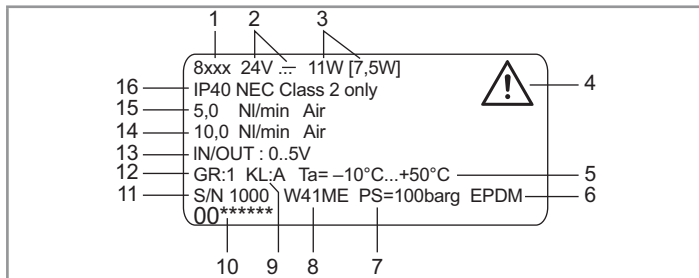 1 2 3
8xxx 24V ⎓ 11W [7,5W]
4
16 IP40 NEC Class 2 only
15 5,0 Nl/min Air
14 10,0 Nl/min Air
13 IN/OUT : 0..5V
12 GR:1 KL:A Ta= –10°C...+50°C 5
11 S/N 1000 W41ME PS=100barg EPDM 6
00******
10 9 8 7